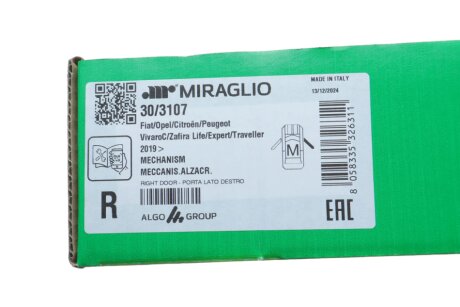 MIRAGLIO
MADE IN ITALY
13/12/2024
30/3107
Fiat/Opel/Citroën/Peugeot
VivaroC/Zafira Life/Expert/Traveller
2019 >
MECHANISM
MECCANIS.ALZACR.
RIGHT DOOR - PORTA LATO DESTRO
M
8 058335 326311
R
ALGO GROUP
EAC